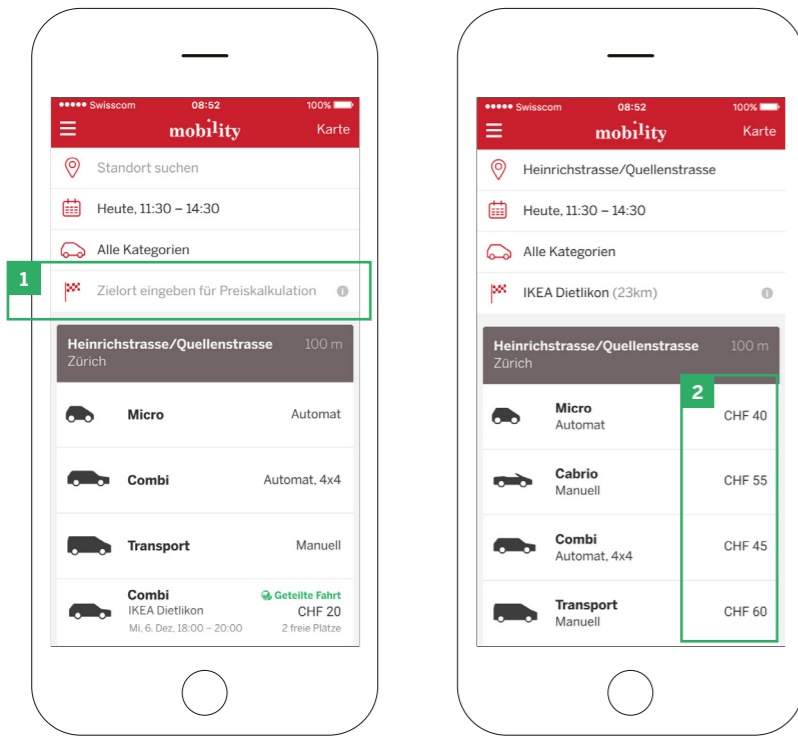 Swisscom 08:52 100%
mobility Karte
Standort suchen
Heute, 11:30 – 14:30
Alle Kategorien
1
Zielort eingeben für Preiskalkulation i
Heinrichstrasse/Quellenstrasse 100 m
Zürich
Micro Automat
Combi Automat, 4x4
Transport Manuell
Combi Geteilte Fahrt
IKEA Dietlikon CHF 20
Mi, 6. Dez, 18:00 – 20:00 2 freie Plätze
Swisscom 08:52 100%
mobility Karte
Heinrichstrasse/Quellenstrasse
Heute, 11:30 – 14:30
Alle Kategorien
IKEA Dietlikon (23km) i
Heinrichstrasse/Quellenstrasse 100 m
Zürich
2
Micro
Automat CHF 40
Cabrio
Manuell CHF 55
Combi
Automat, 4x4 CHF 45
Transport
Manuell CHF 60